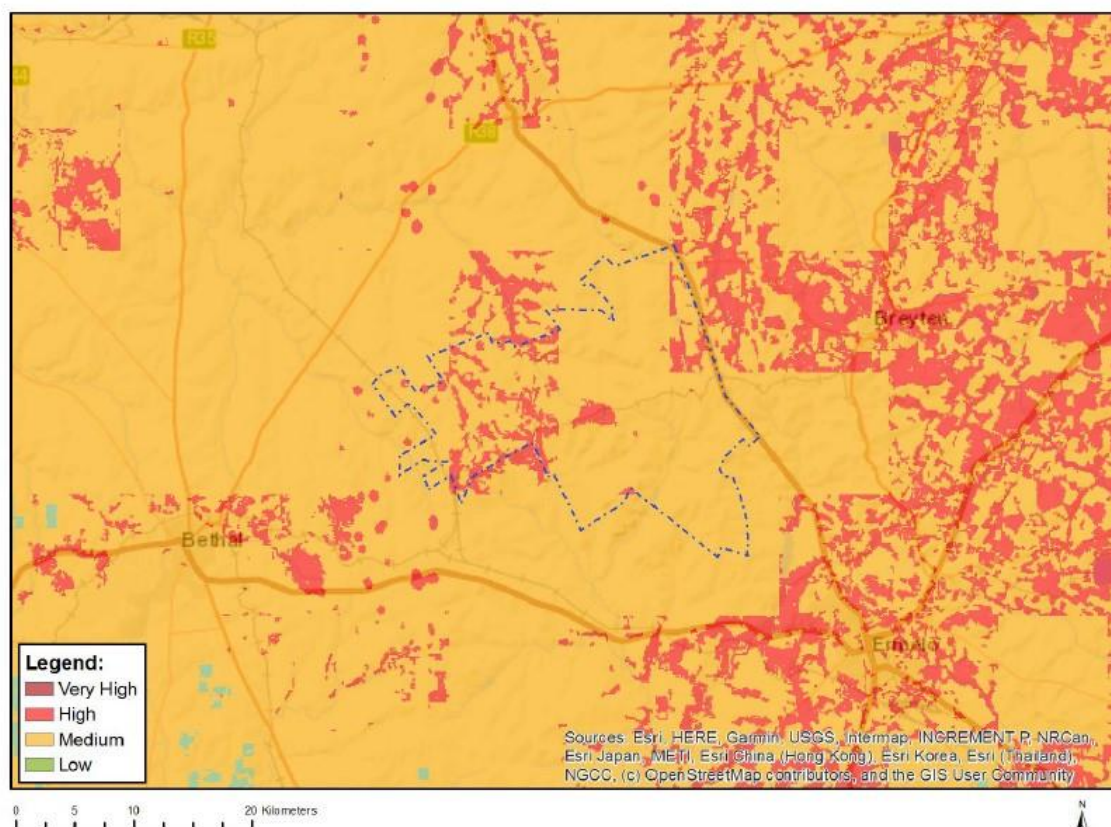 R35
R38
Breyten
Bethal
Ermelo
Legend:
Very High
High
Medium
Low
Sources: Esri, HERE, Garmin, USGS, Intermap, INCREMENT P, NRCan,
Esri Japan, METI, Esri China (Hong Kong), Esri Korea, Esri (Thailand),
NGCC, (c) OpenStreetMap contributors, and the GIS User Community
0 5 10 20 Kilometers
N